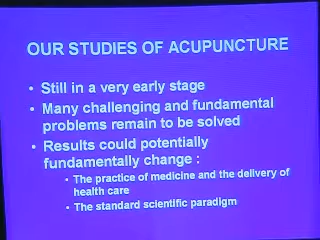 OUR STUDIES OF ACUPUNCTURE
• Still in a very early stage
• Many challenging and fundamental
problems remain to be solved
• Results could potentially
fundamentally change :
• The practice of medicine and the delivery of
health care
• The standard scientific paradigm